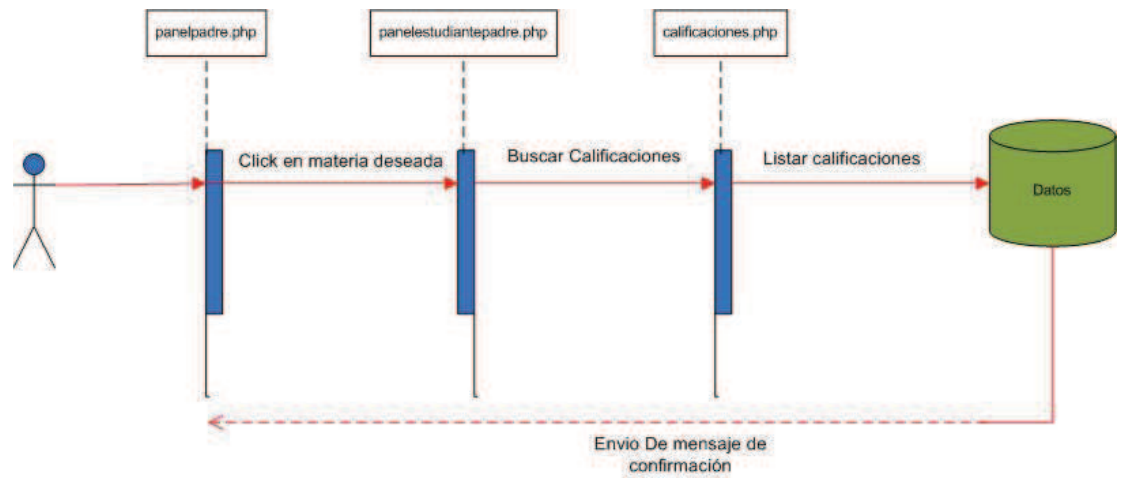 panelpadre.php
panelestudiantepadre.php
calificaciones.php
Click en materia deseada
Buscar Calificaciones
Listar calificaciones
Datos
Envio De mensaje de
confirmación